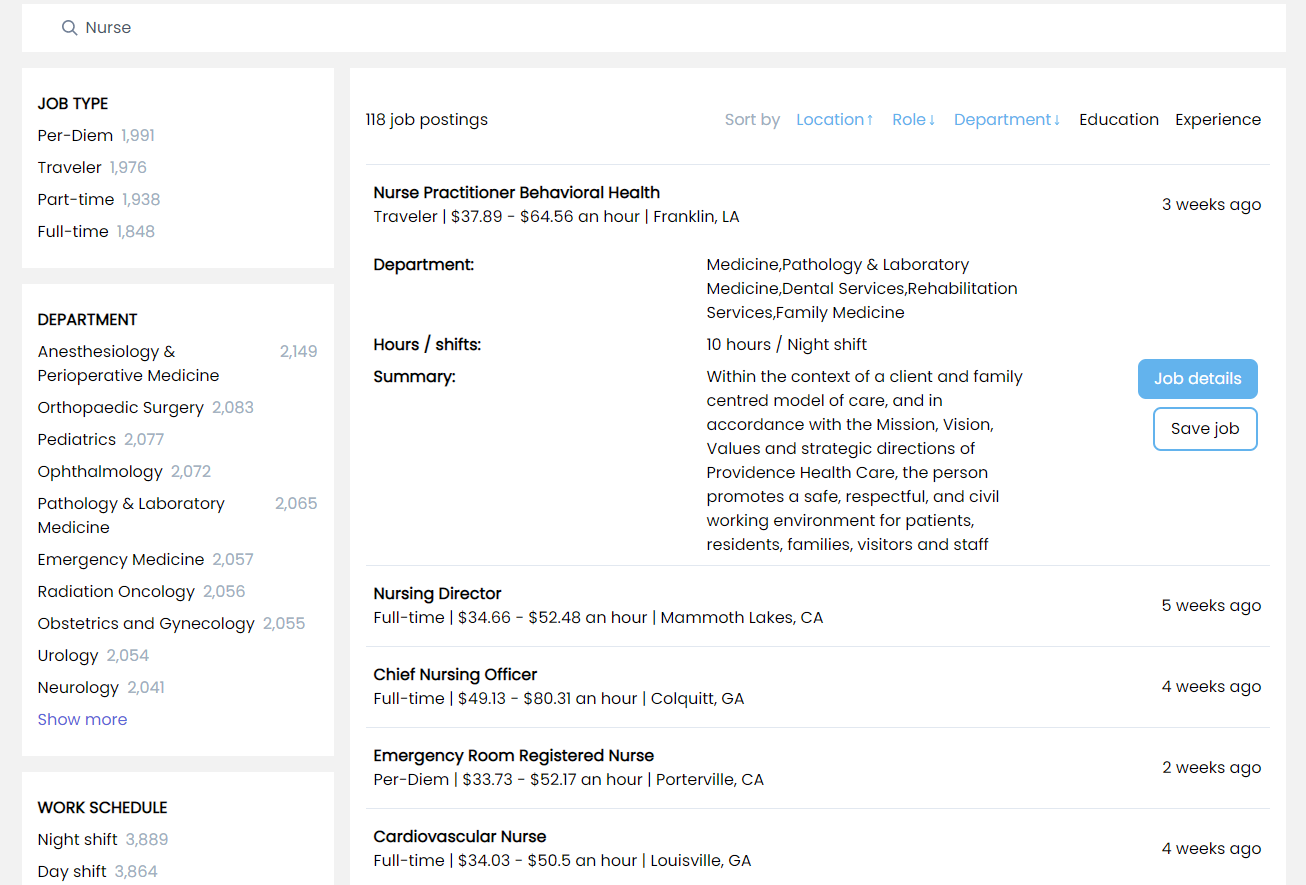 Nurse
JOB TYPE
Per-Diem 1,991
Traveler 1,976
Part-time 1,938
Full-time 1,848
DEPARTMENT
Anesthesiology & 2,149
Perioperative Medicine
Orthopaedic Surgery 2,083
Pediatrics 2,077
Ophthalmology 2,072
Pathology & Laboratory 2,065
Medicine
Emergency Medicine 2,057
Radiation Oncology 2,056
Obstetrics and Gynecology 2,055
Urology 2,054
Neurology 2,041
Show more
WORK SCHEDULE
Night shift 3,889
Day shift 3,864
118 job postings
Sort by Location↑ Role↓ Department↓ Education Experience
Nurse Practitioner Behavioral Health
Traveler | $37.89 - $64.56 an hour | Franklin, LA
3 weeks ago
Department:
Medicine,Pathology & Laboratory
Medicine,Dental Services,Rehabilitation
Services,Family Medicine
Hours / shifts:
10 hours / Night shift
Summary:
Within the context of a client and family
centred model of care, and in
accordance with the Mission, Vision,
Values and strategic directions of
Providence Health Care, the person
promotes a safe, respectful, and civil
working environment for patients,
residents, families, visitors and staff
Job details
Save job
Nursing Director
Full-time | $34.66 - $52.48 an hour | Mammoth Lakes, CA
5 weeks ago
Chief Nursing Officer
Full-time | $49.13 - $80.31 an hour | Colquitt, GA
4 weeks ago
Emergency Room Registered Nurse
Per-Diem | $33.73 - $52.17 an hour | Porterville, CA
2 weeks ago
Cardiovascular Nurse
Full-time | $34.03 - $50.5 an hour | Louisville, GA
4 weeks ago